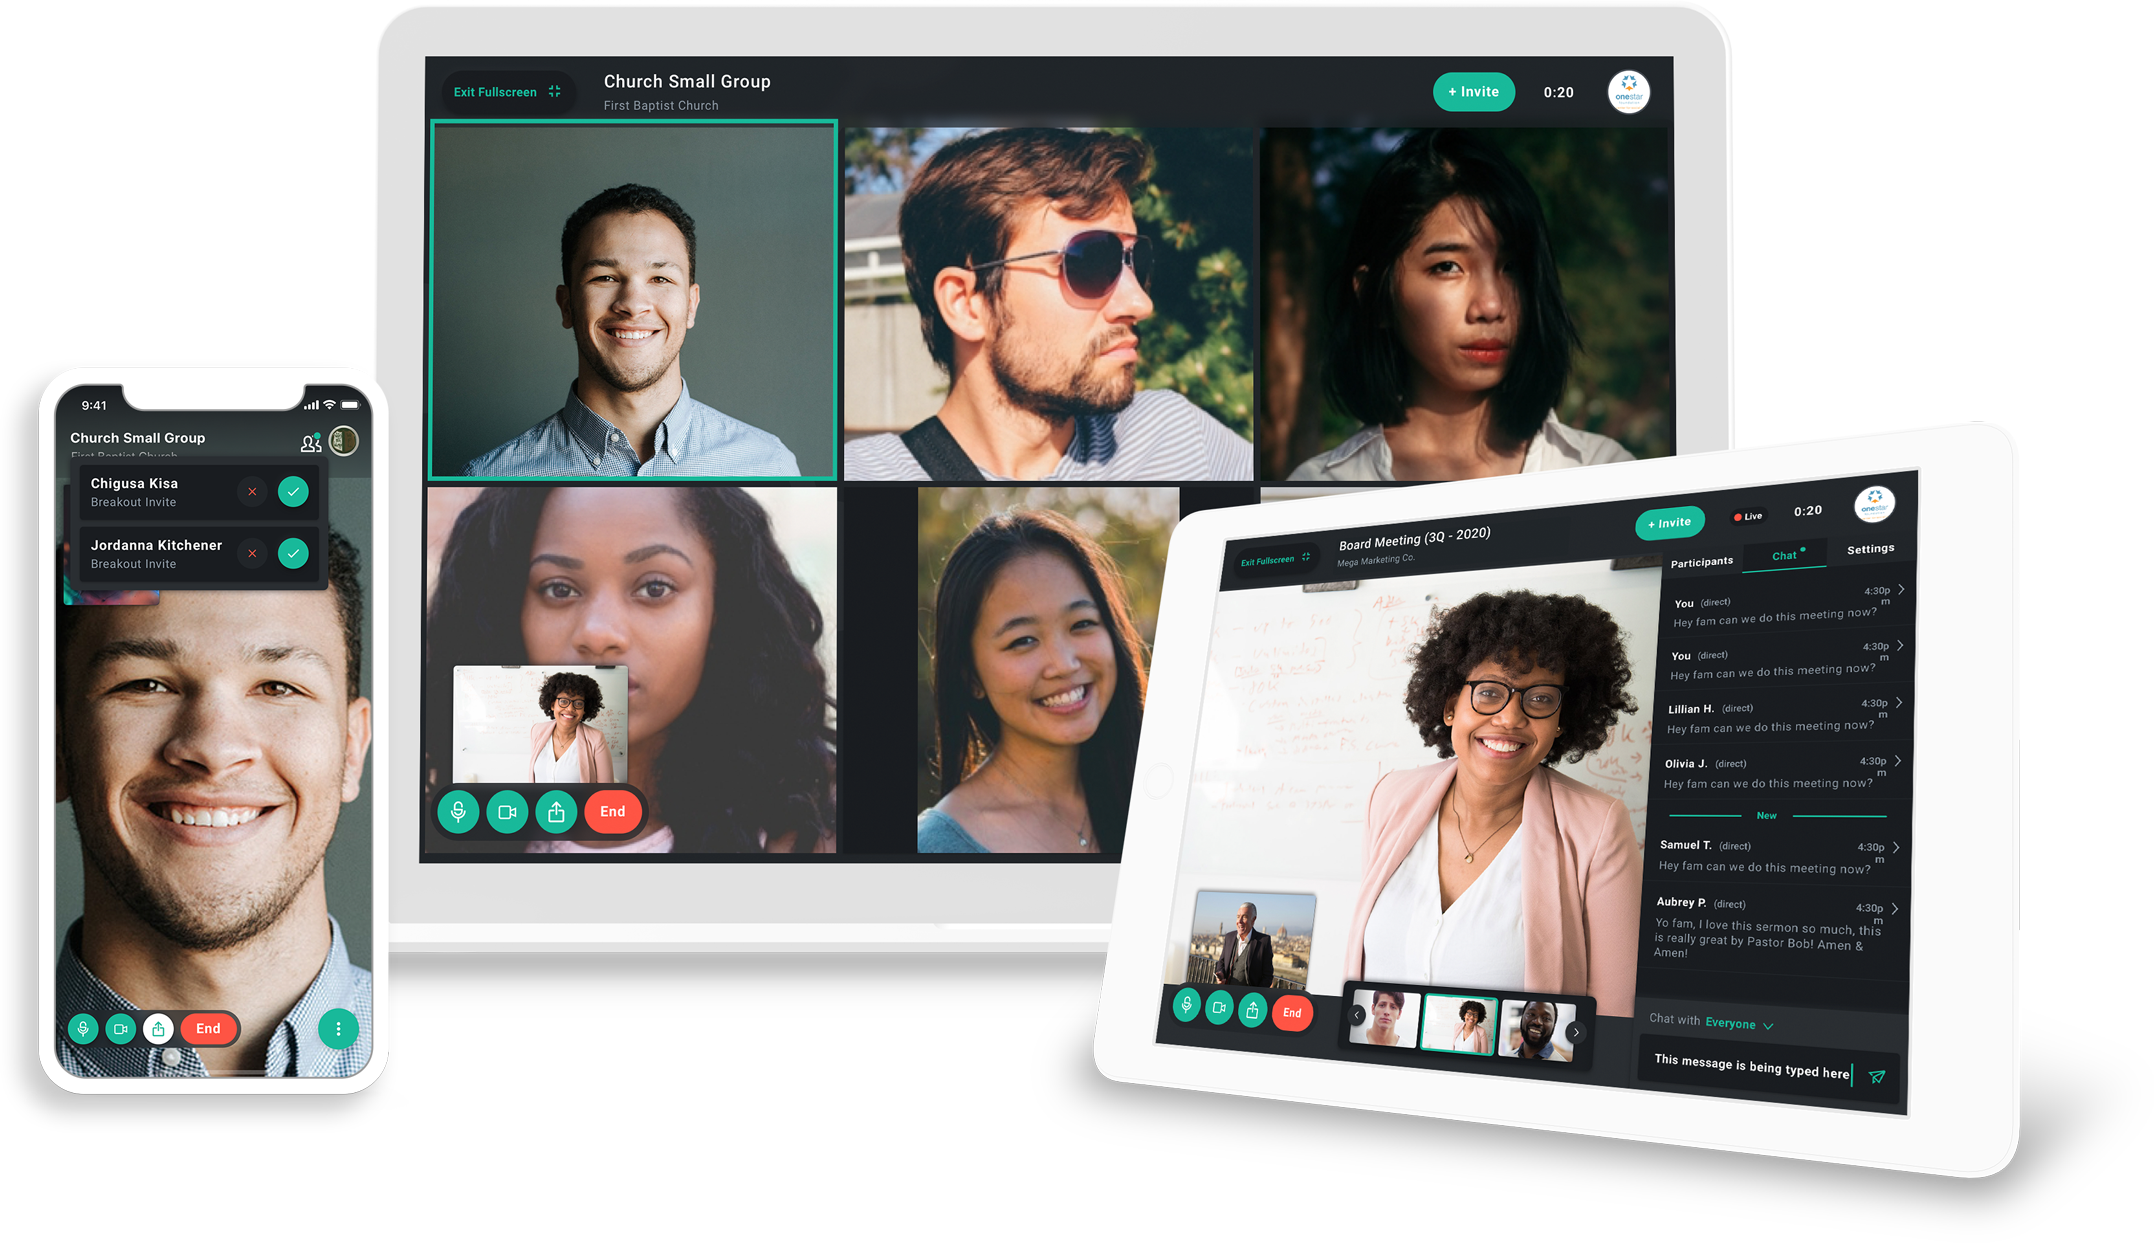 Exit Fullscreen
Church Small Group
First Baptist Church
+ Invite
0:20
onestar
End
9:41
Church Small Group
First Baptist Church
Chigusa Kisa
Breakout Invite
Jordanna Kitchener
Breakout Invite
End
Exit Fullscreen
Board Meeting (3Q - 2020)
Mega Marketing Co.
+ Invite
Live
0:20
onestar
Participants
Chat
Settings
You (direct)
4:30p
m
Hey fam can we do this meeting now?
You (direct)
4:30p
m
Hey fam can we do this meeting now?
Lillian H. (direct)
4:30p
m
Hey fam can we do this meeting now?
Olivia J. (direct)
4:30p
m
Hey fam can we do this meeting now?
New
Samuel T. (direct)
4:30p
m
Hey fam can we do this meeting now?
Aubrey P. (direct)
4:30p
m
Yo fam, I love this sermon so much, this
is really great by Pastor Bob! Amen &
Amen!
End
Chat with Everyone
This message is being typed here